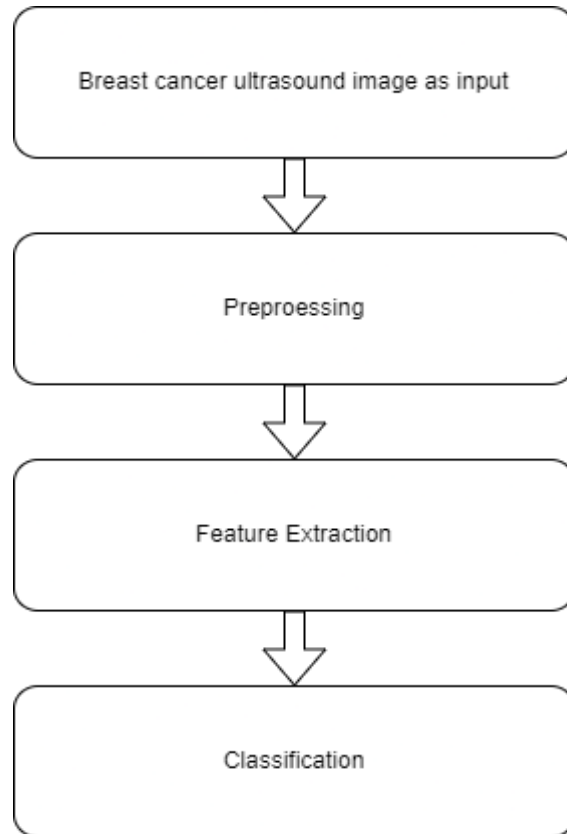 Breast cancer ultrasound image as input
Preproessing
Feature Extraction
Classification